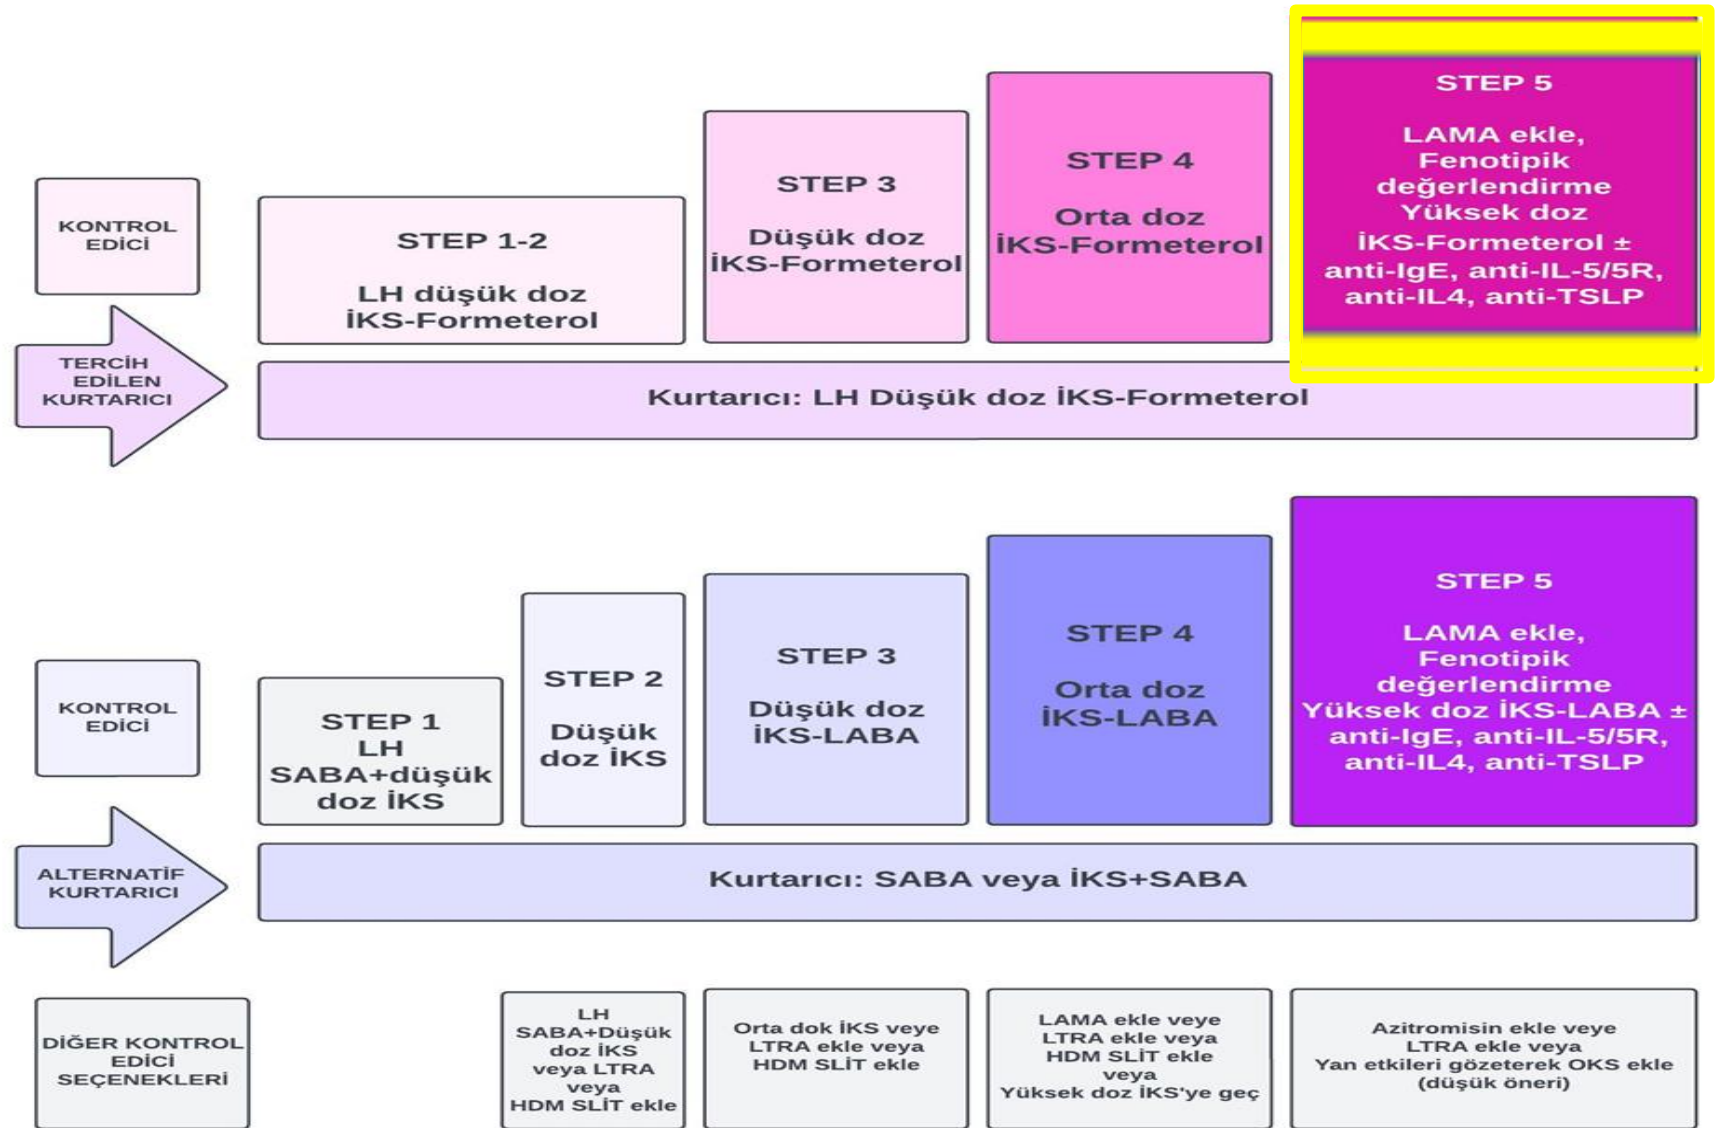 KONTROL
EDİCİ
STEP 1-2
LH düşük doz
İKS-Formeterol
STEP 3
Düşük doz
İKS-Formeterol
STEP 4
Orta doz
İKS-Formeterol
STEP 5
LAMA ekle,
Fenotipik
değerlendirme
Yüksek doz
İKS-Formeterol ±
anti-IgE, anti-IL-5/5R,
anti-IL4, anti-TSLP
TERCİH
EDİLEN
KURTARICI
Kurtarıcı: LH Düşük doz İKS-Formeterol
KONTROL
EDİCİ
STEP 1
LH
SABA+düşük
doz İKS
STEP 2
Düşük
doz İKS
STEP 3
Düşük doz
İKS-LABA
STEP 4
Orta doz
İKS-LABA
STEP 5
LAMA ekle,
Fenotipik
değerlendirme
Yüksek doz İKS-LABA ±
anti-IgE, anti-IL-5/5R,
anti-IL4, anti-TSLP
ALTERNATİF
KURTARICI
Kurtarıcı: SABA veya İKS+SABA
DİĞER KONTROL
EDİCİ
SEÇENEKLERİ
LH
SABA+Düşük
doz İKS
veya LTRA
veya
HDM SLİT ekle
Orta dok İKS veye
LTRA ekle veya
HDM SLİT ekle
LAMA ekle veye
LTRA ekle veya
HDM SLİT ekle
veya
Yüksek doz İKS'ye geç
Azitromisin ekle veye
LTRA ekle veya
Yan etkileri gözeterek OKS ekle
(düşük öneri)